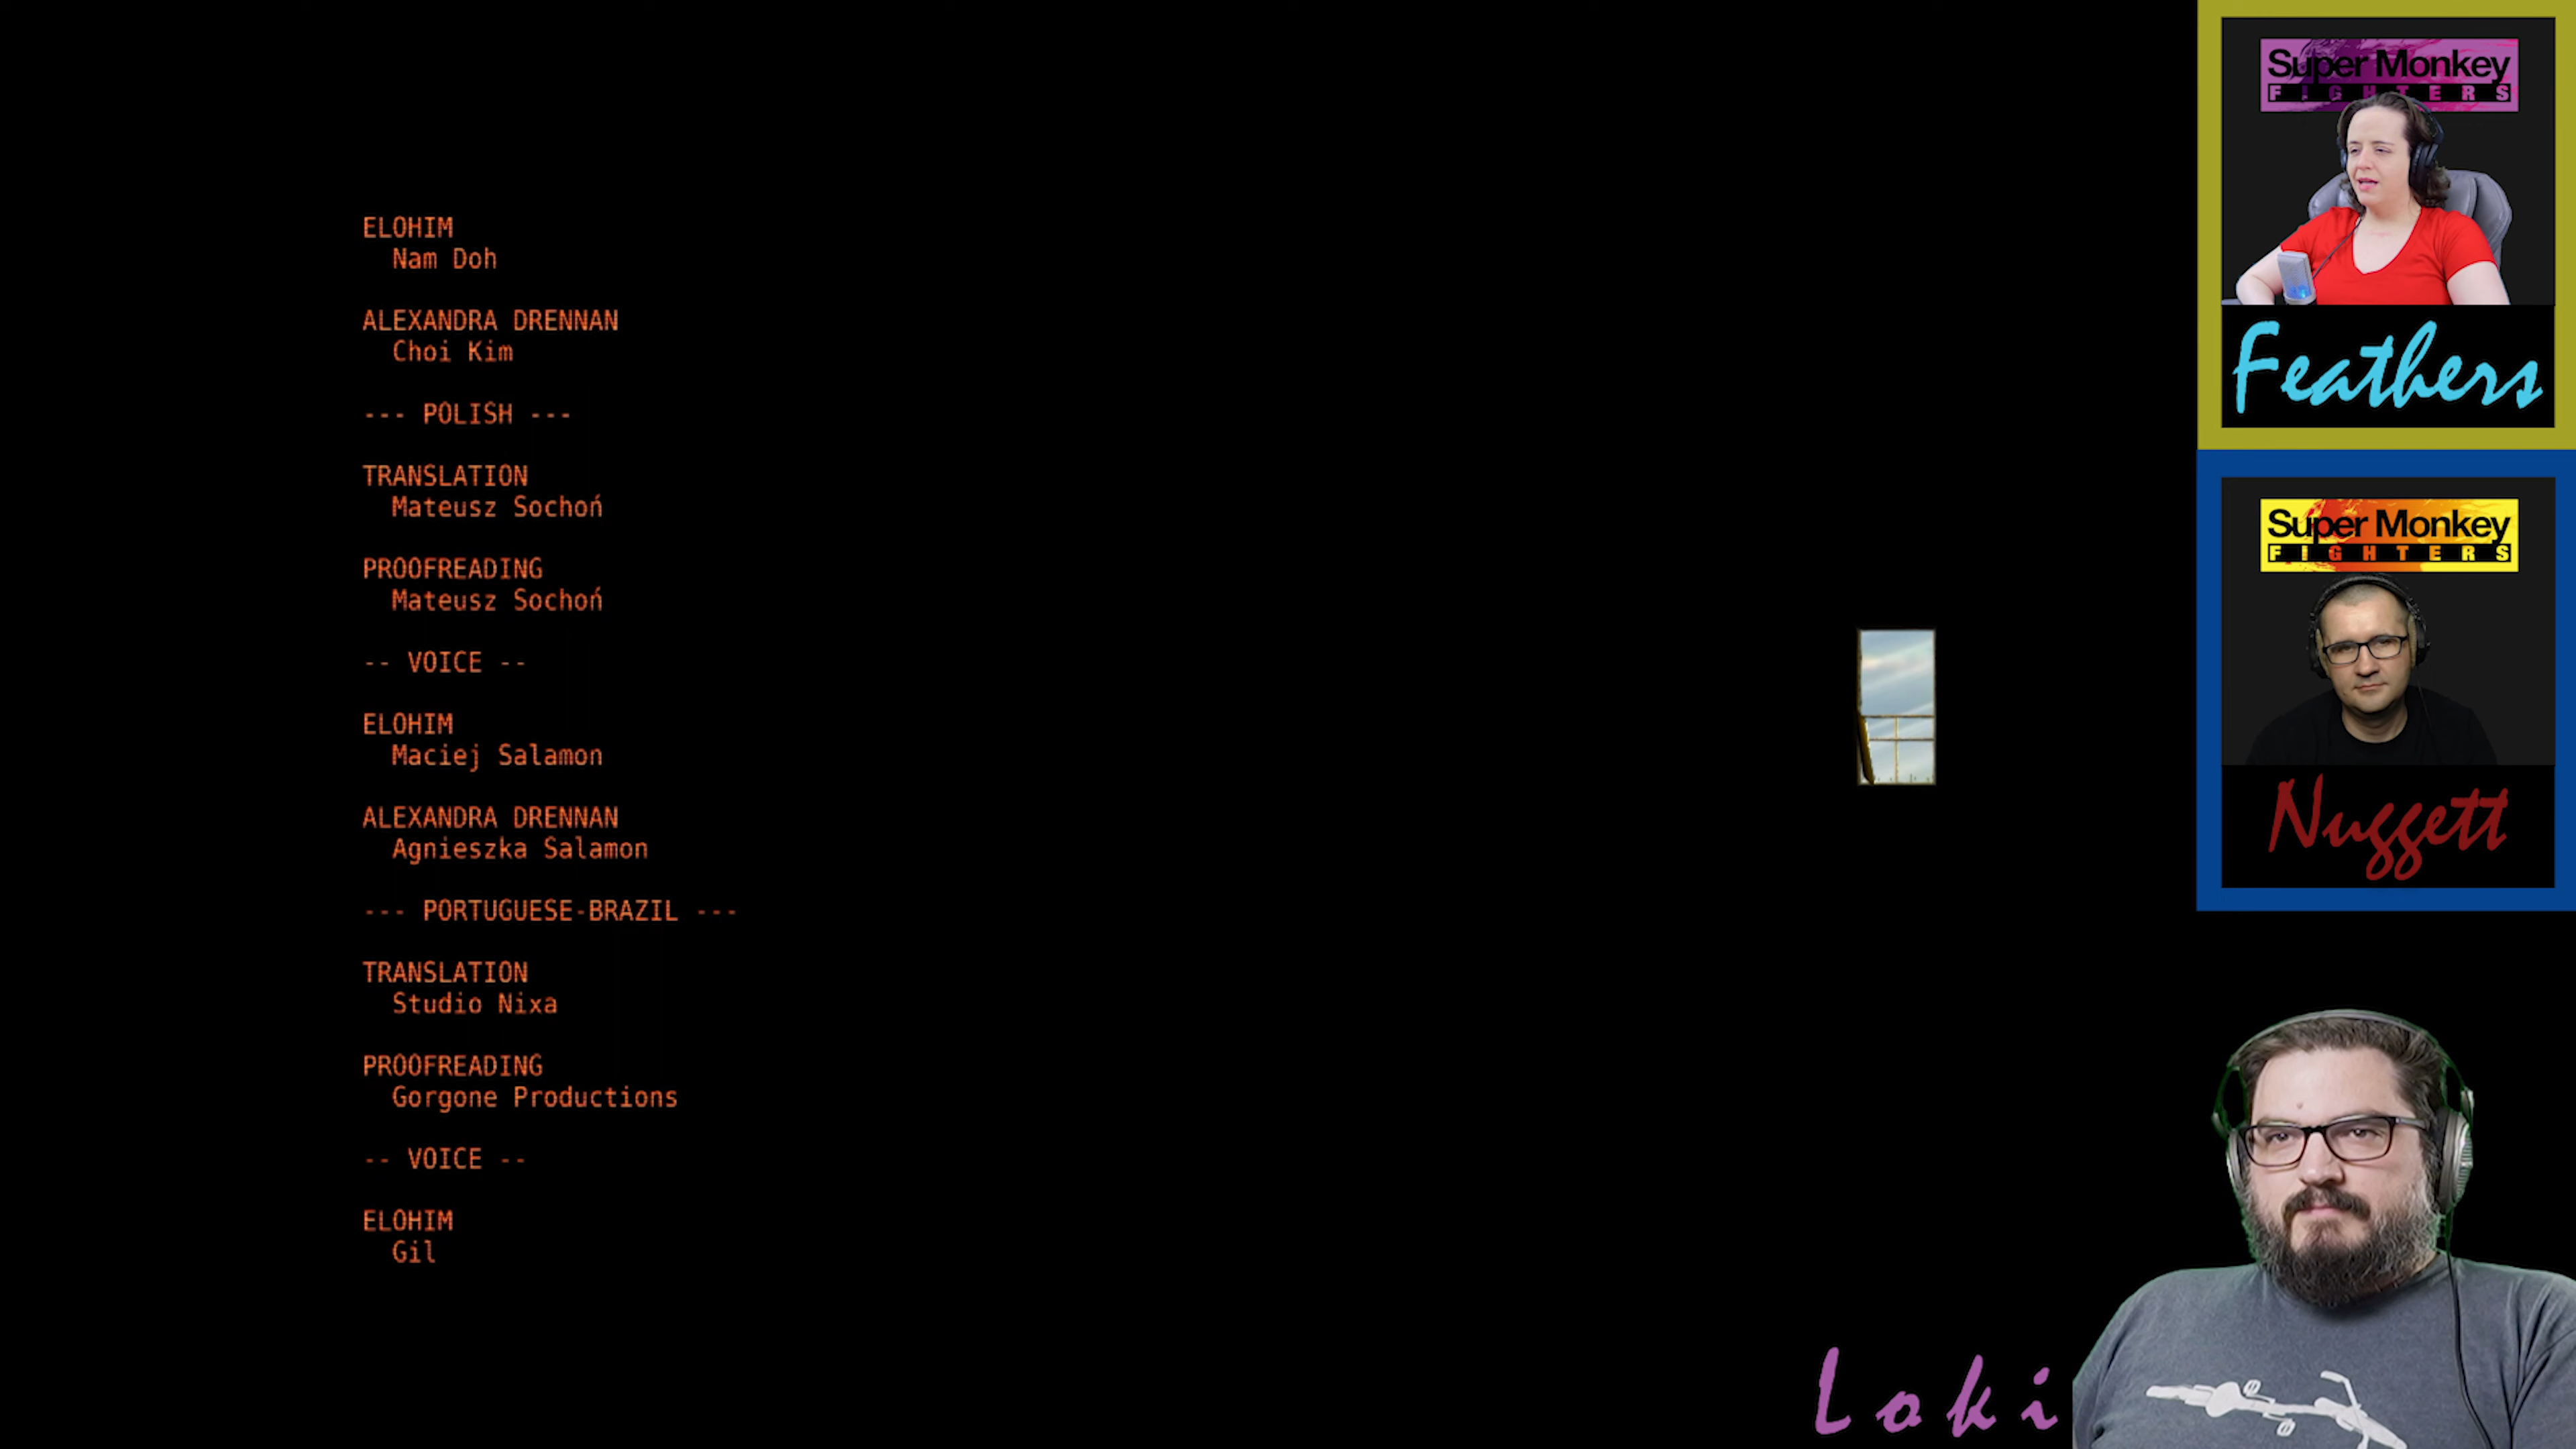 ELOHIM
Nam Doh
ALEXANDRA DRENNAN
Choi Kim
--- POLISH ---
TRANSLATION
Mateusz Sochoń
PROOFREADING
Mateusz Sochoń
-- VOICE --
ELOHIM
Maciej Salamon
ALEXANDRA DRENNAN
Agnieszka Salamon
--- PORTUGUESE-BRAZIL ---
TRANSLATION
Studio Nixa
PROOFREADING
Gorgone Productions
-- VOICE --
ELOHIM
Gil
Super Monkey
FIGHTERS
Feathers
Super Monkey
FIGHTERS
Nuggett
Loki